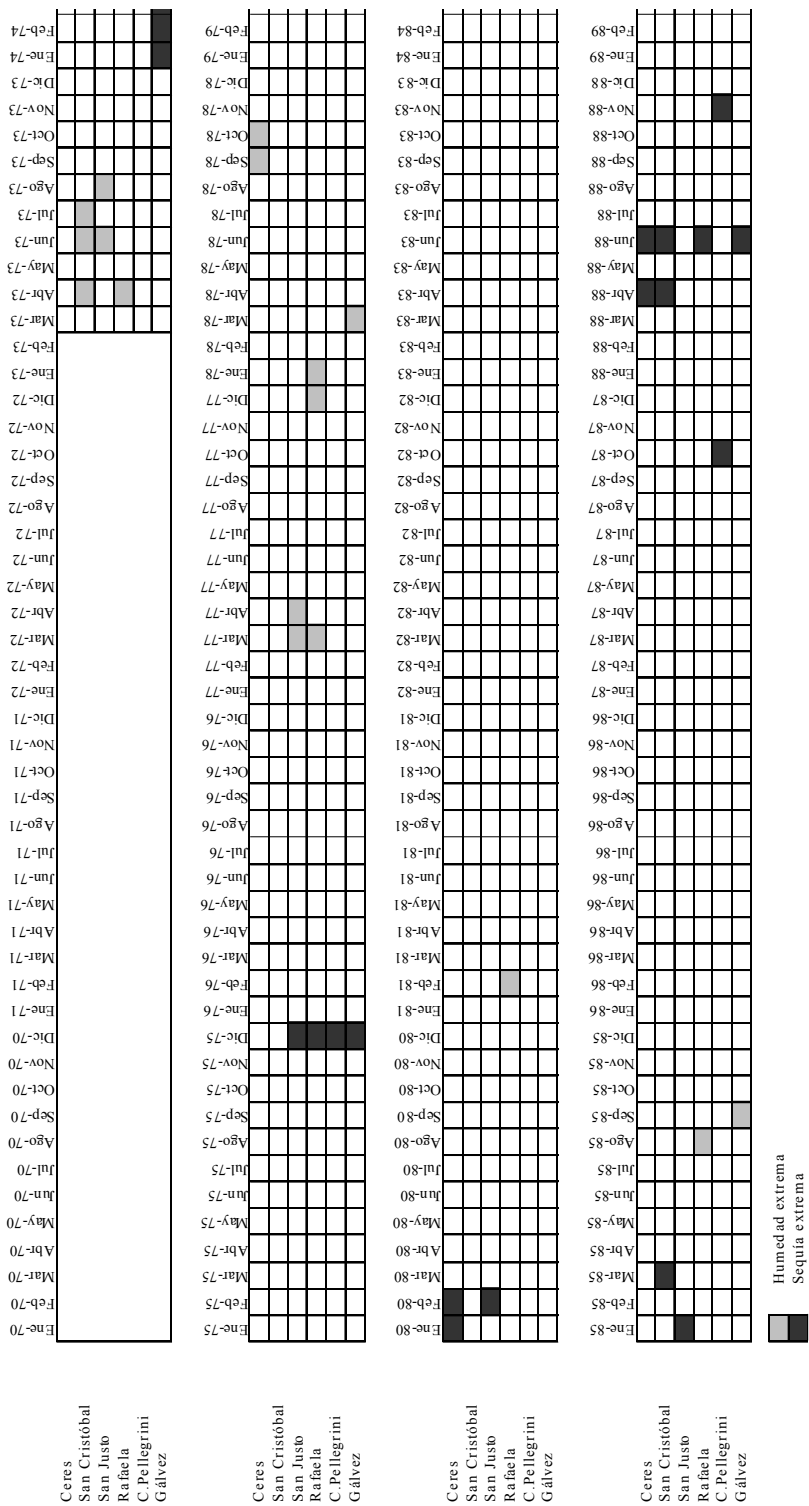 Ene-70
Feb-70
Mar-70
Abr-70
May-70
Jun-70
Jul-70
Ago-70
Sep-70
Oct-70
Nov-70
Dic-70
Ene-71
Feb-71
Mar-71
Abr-71
May-71
Jun-71
Jul-71
Ago-71
Sep-71
Oct-71
Nov-71
Dic-71
Ene-72
Feb-72
Mar-72
Abr-72
May-72
Jun-72
Jul-72
Ago-72
Sep-72
Oct-72
Nov-72
Dic-72
Ene-73
Feb-73
Mar-73
Abr-73
May-73
Jun-73
Jul-73
Ago-73
Sep-73
Oct-73
Nov-73
Dic-73
Ene-74
Feb-74
Ceres
San Cristóbal
San Justo
Rafaela
C.Pellegrini
Gálvez
Ene-75
Feb-75
Mar-75
Abr-75
May-75
Jun-75
Jul-75
Ago-75
Sep-75
Oct-75
Nov-75
Dic-75
Ene-76
Feb-76
Mar-76
Abr-76
May-76
Jun-76
Jul-76
Ago-76
Sep-76
Oct-76
Nov-76
Dic-76
Ene-77
Feb-77
Mar-77
Abr-77
May-77
Jun-77
Jul-77
Ago-77
Sep-77
Oct-77
Nov-77
Dic-77
Ene-78
Feb-78
Mar-78
Abr-78
May-78
Jun-78
Jul-78
Ago-78
Sep-78
Oct-78
Nov-78
Dic-78
Ene-79
Feb-79
Ceres
San Cristóbal
San Justo
Rafaela
C.Pellegrini
Gálvez
Ene-80
Feb-80
Mar-80
Abr-80
May-80
Jun-80
Jul-80
Ago-80
Sep-80
Oct-80
Nov-80
Dic-80
Ene-81
Feb-81
Mar-81
Abr-81
May-81
Jun-81
Jul-81
Ago-81
Sep-81
Oct-81
Nov-81
Dic-81
Ene-82
Feb-82
Mar-82
Abr-82
May-82
Jun-82
Jul-82
Ago-82
Sep-82
Oct-82
Nov-82
Dic-82
Ene-83
Feb-83
Mar-83
Abr-83
May-83
Jun-83
Jul-83
Ago-83
Sep-83
Oct-83
Nov-83
Dic-83
Ene-84
Feb-84
Ceres
San Cristóbal
San Justo
Rafaela
C.Pellegrini
Gálvez
Ene-85
Feb-85
Mar-85
Abr-85
May-85
Jun-85
Jul-85
Ago-85
Sep-85
Oct-85
Nov-85
Dic-85
Ene-86
Feb-86
Mar-86
Abr-86
May-86
Jun-86
Jul-86
Ago-86
Sep-86
Oct-86
Nov-86
Dic-86
Ene-87
Feb-87
Mar-87
Abr-87
May-87
Jun-87
Jul-87
Ago-87
Sep-87
Oct-87
Nov-87
Dic-87
Ene-88
Feb-88
Mar-88
Abr-88
May-88
Jun-88
Jul-88
Ago-88
Sep-88
Oct-88
Nov-88
Dic-88
Ene-89
Feb-89
Ceres
San Cristóbal
San Justo
Rafaela
C.Pellegrini
Gálvez
Humedad extrema
Sequía extrema